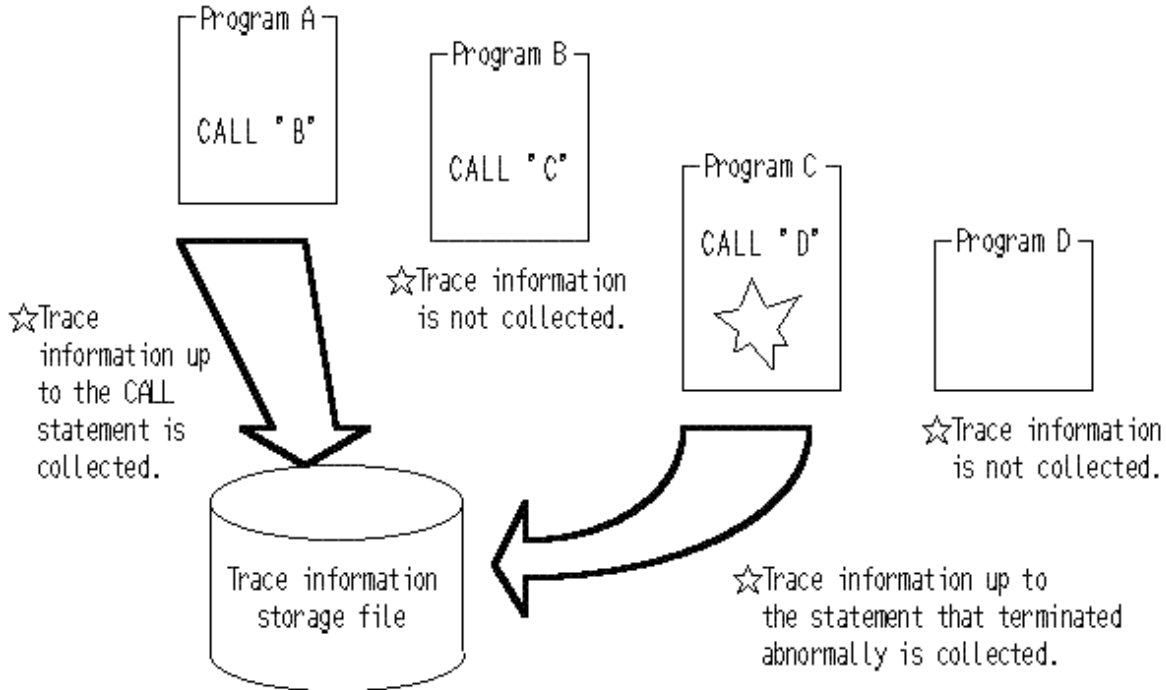 Program A
CALL "B"
Program B
CALL "C"
Program C
CALL "D"
Program D
☆Trace
information up
to the CALL
statement is
collected.
☆Trace information
is not collected.
☆Trace information
is not collected.
Trace information
storage file
☆Trace information up to
the statement that terminated
abnormally is collected.